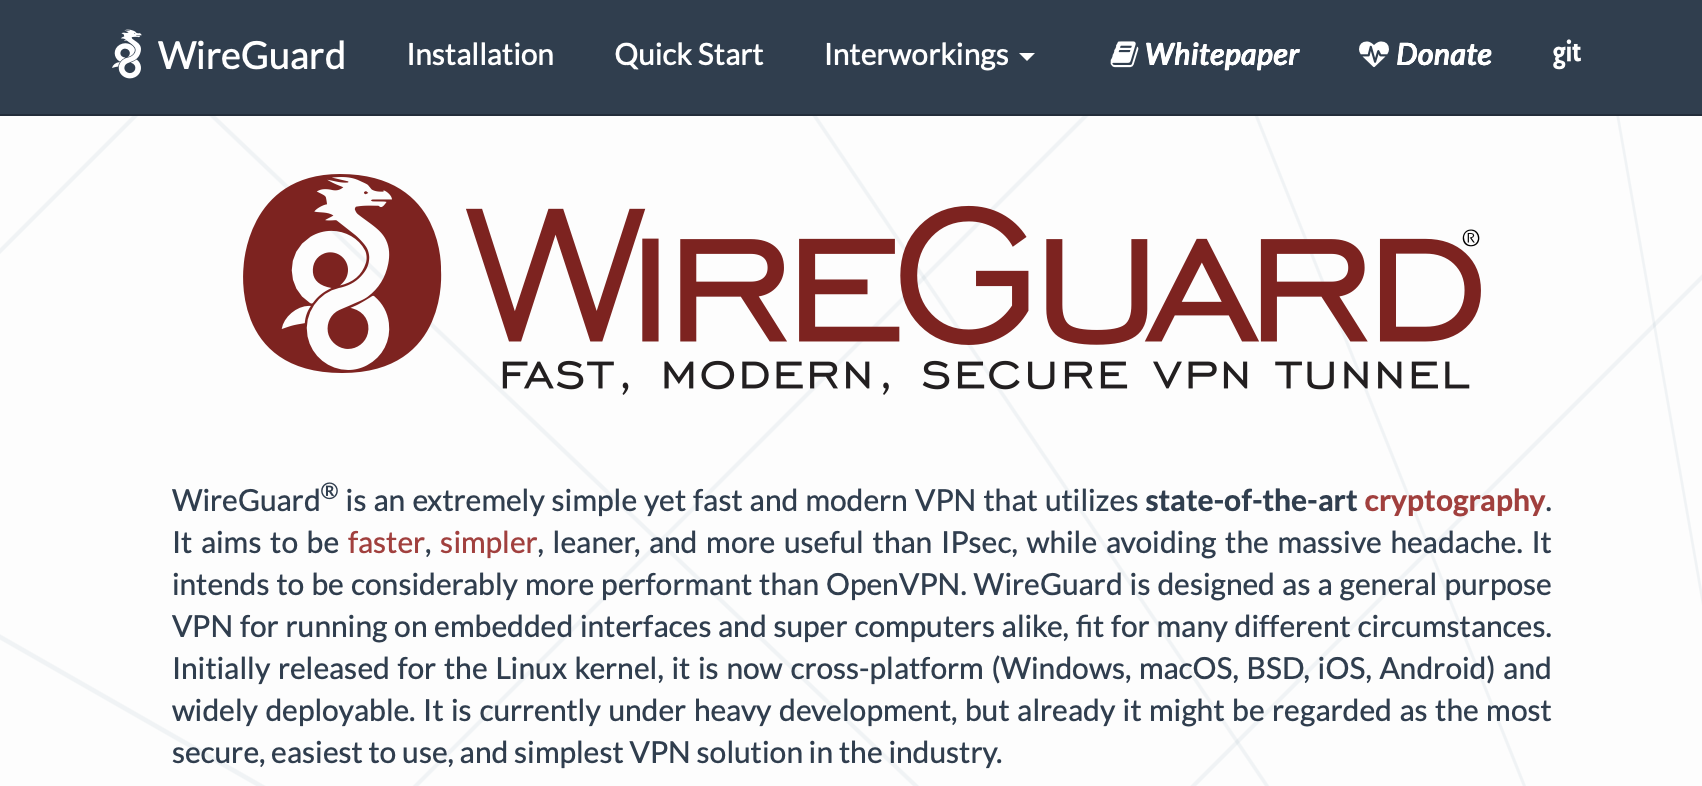 WireGuard Installation Quick Start Interworkings Whitepaper Donate git
WIREGUARD®
FAST, MODERN, SECURE VPN TUNNEL
WireGuard® is an extremely simple yet fast and modern VPN that utilizes state-of-the-art cryptography.
It aims to be faster, simpler, leaner, and more useful than IPsec, while avoiding the massive headache. It
intends to be considerably more performant than OpenVPN. WireGuard is designed as a general purpose
VPN for running on embedded interfaces and super computers alike, fit for many different circumstances.
Initially released for the Linux kernel, it is now cross-platform (Windows, macOS, BSD, iOS, Android) and
widely deployable. It is currently under heavy development, but already it might be regarded as the most
secure, easiest to use, and simplest VPN solution in the industry.